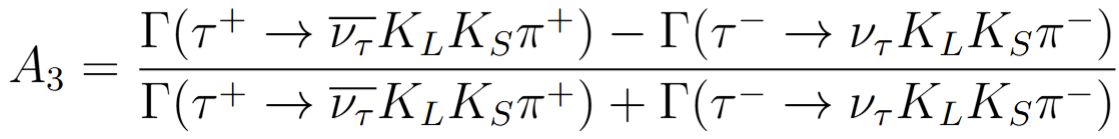 A_3 = \frac{\Gamma(\tau^+ \to \overline{\nu_\tau} K_L K_S \pi^+) - \Gamma(\tau^- \to \nu_\tau K_L K_S \pi^-)}{\Gamma(\tau^+ \to \overline{\nu_\tau} K_L K_S \pi^+) + \Gamma(\tau^- \to \nu_\tau K_L K_S \pi^-)}